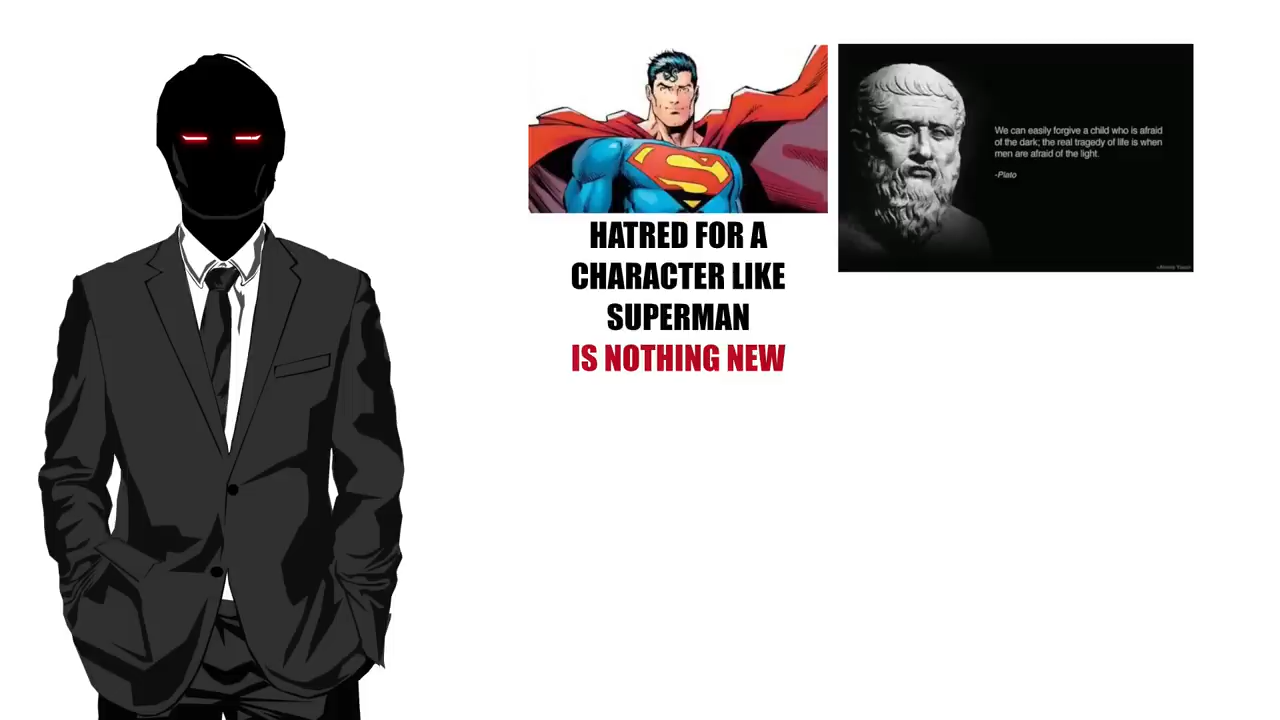 HATRED FOR A
CHARACTER LIKE
SUPERMAN
IS NOTHING NEW
We can easily forgive a child who is afraid
of the dark; the real tragedy of life is when
men are afraid of the light.
-Plato